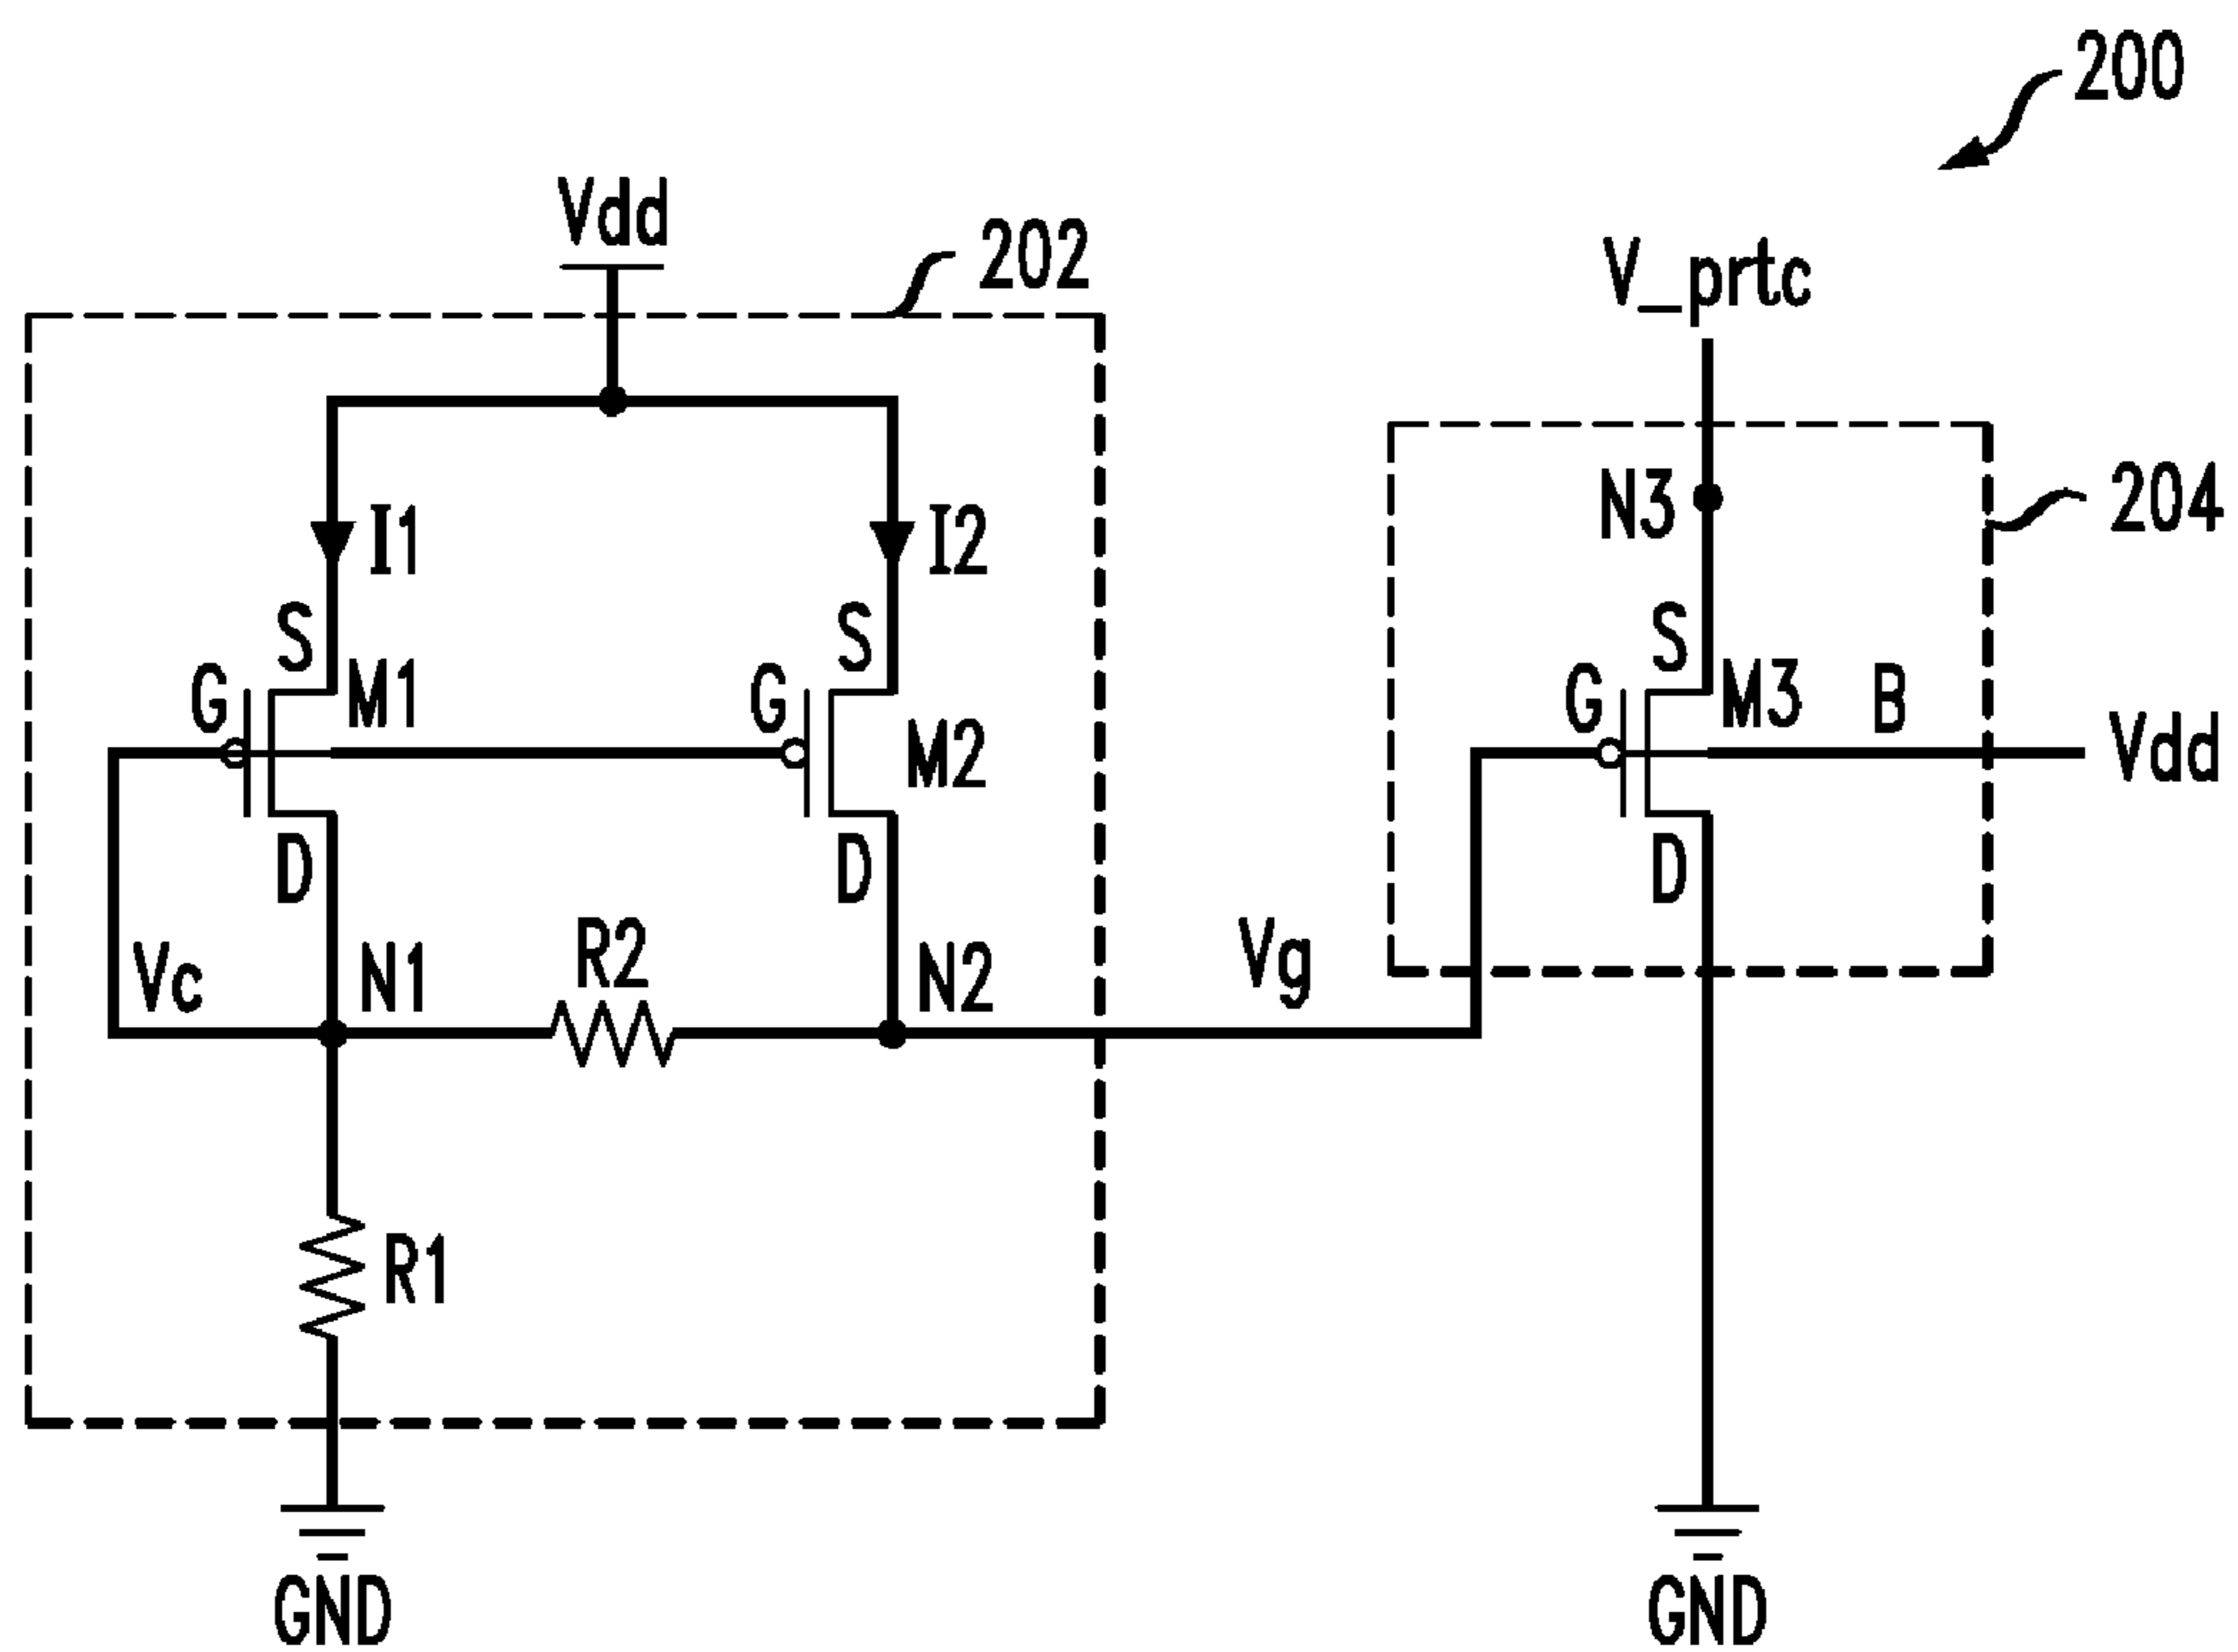 200
Vdd
202
V_prtc
I1
I2
N3
204
S
S
S
G
M1
G
M2
G
M3
B
Vdd
D
D
D
Vc
N1
R2
N2
Vg
R1
GND
GND